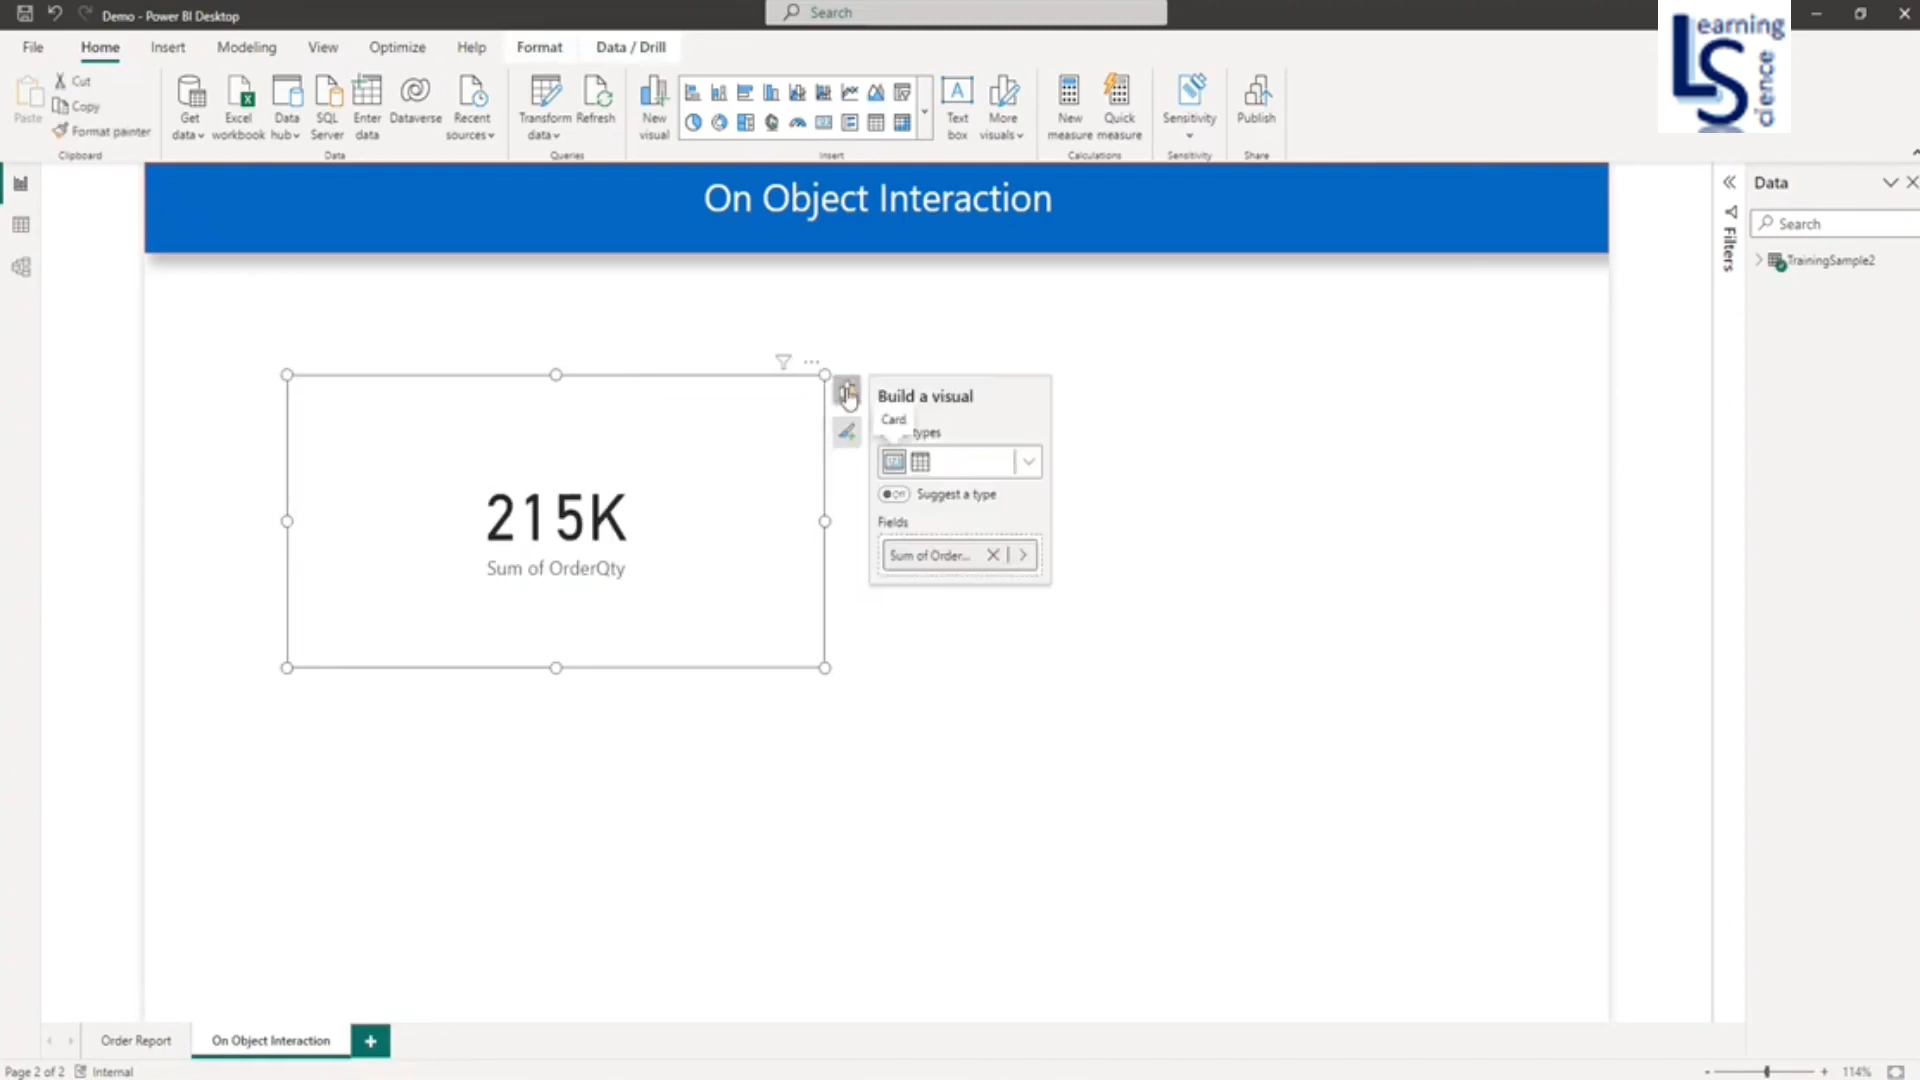 Demo - Power BI Desktop
Search
Learning
Science
File
Home
Insert
Modeling
View
Optimize
Help
Format
Data / Drill
Paste
Cut
Copy
Format painter
Clipboard
Get data
Excel workbook
Data hub
SQL Server
Enter data
Dataverse
Recent sources
Data
Transform data
Refresh
Queries
New visual
Text box
More visuals
Insert
New measure
Quick measure
Calculations
Sensitivity
Sensitivity
Publish
Share
On Object Interaction
215K
Sum of OrderQty
Build a visual
Card
types
Off
Suggest a type
Fields
Sum of Order...
Filters
Data
Search
TrainingSample2
Order Report
On Object Interaction
Page 2 of 2
Internal
114%